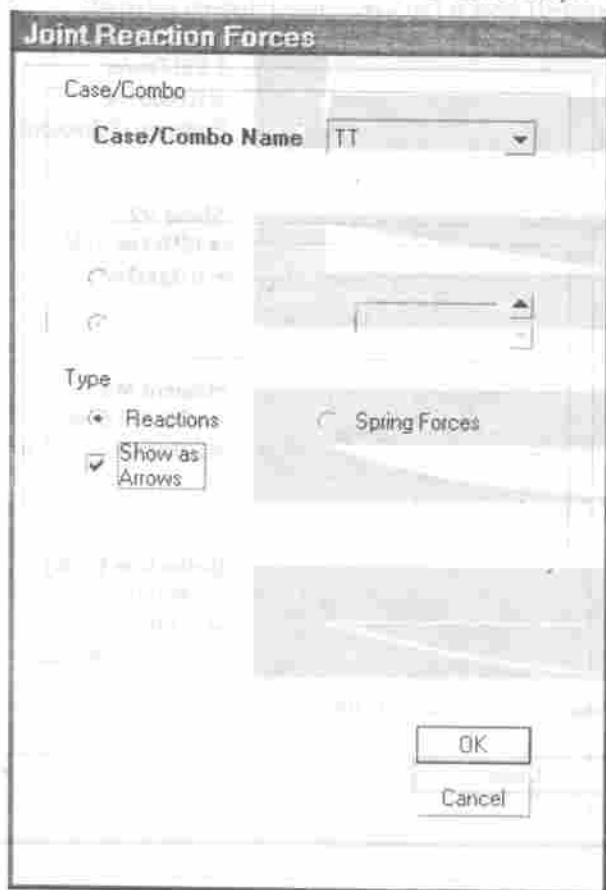 Joint Reaction Forces
Case/Combo
Case/Combo Name TT
Type
Reactions
Spring Forces
Show as
Arrows
OK
Cancel